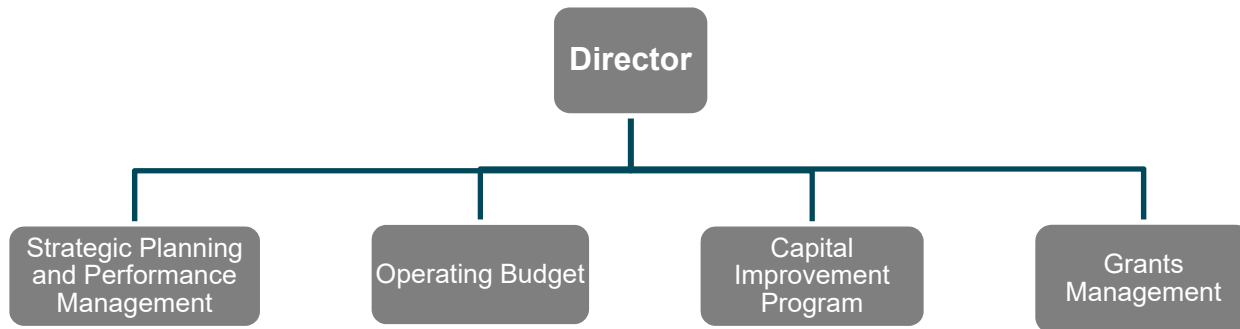 Director
Strategic Planning
and Performance
Management
Operating Budget
Capital
Improvement
Program
Grants
Management